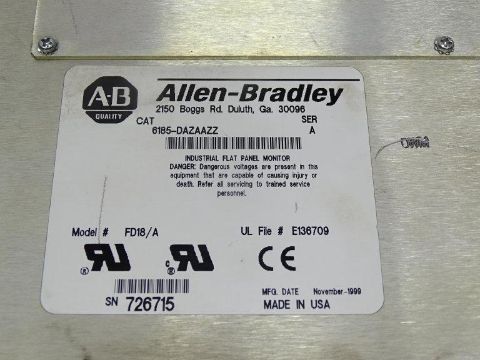 A-B
QUALITY
Allen-Bradley
2150 Boggs Rd. Duluth, Ga. 30096
CAT SER
6185-DAZAAZZ A
INDUSTRIAL FLAT PANEL MONITOR
DANGER: Dangerous voltages are present in this
equipment that are capable of causing injury or
death. Refer all servicing to trained service
personnel.
Model # FD18/A UL File # E136709
UR ® c UR ® CE
SN 726715
MFG. DATE November-1999
MADE IN USA